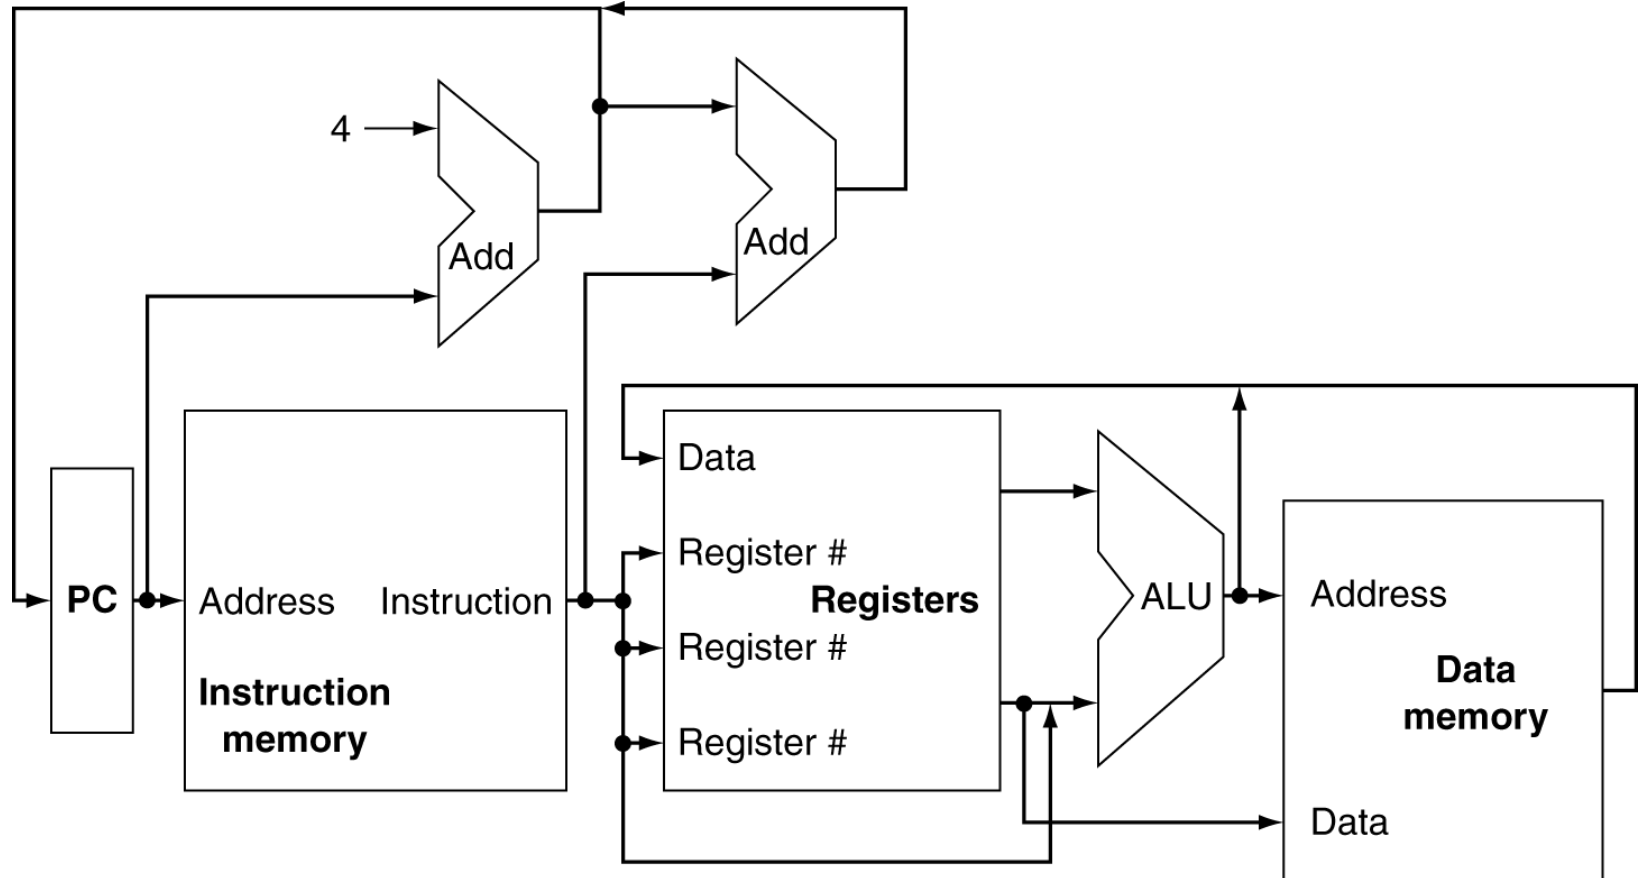 4
Add
Add
Data
Register #
PC
Address
Instruction
Registers
ALU
Address
Register #
Instruction
memory
Data
memory
Register #
Data